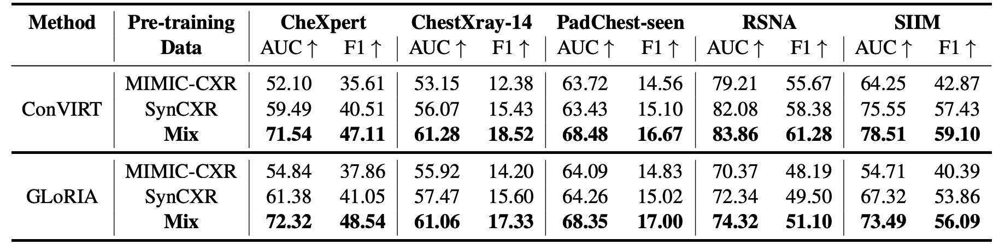 Method Pre-training CheXpert ChestXray-14 PadChest-seen RSNA SIIM
Data AUC ↑ F1 ↑ AUC ↑ F1 ↑ AUC ↑ F1 ↑ AUC ↑ F1 ↑ AUC ↑ F1 ↑
MIMIC-CXR 52.10 35.61 53.15 12.38 63.72 14.56 79.21 55.67 64.25 42.87
ConVIRT SynCXR 59.49 40.51 56.07 15.43 63.43 15.10 82.08 58.38 75.55 57.43
Mix 71.54 47.11 61.28 18.52 68.48 16.67 83.86 61.28 78.51 59.10
MIMIC-CXR 54.84 37.86 55.92 14.20 64.09 14.83 70.37 48.19 54.71 40.39
GLoRIA SynCXR 61.38 41.05 57.47 15.60 64.26 15.02 72.34 49.50 67.32 53.86
Mix 72.32 48.54 61.06 17.33 68.35 17.00 74.32 51.10 73.49 56.09